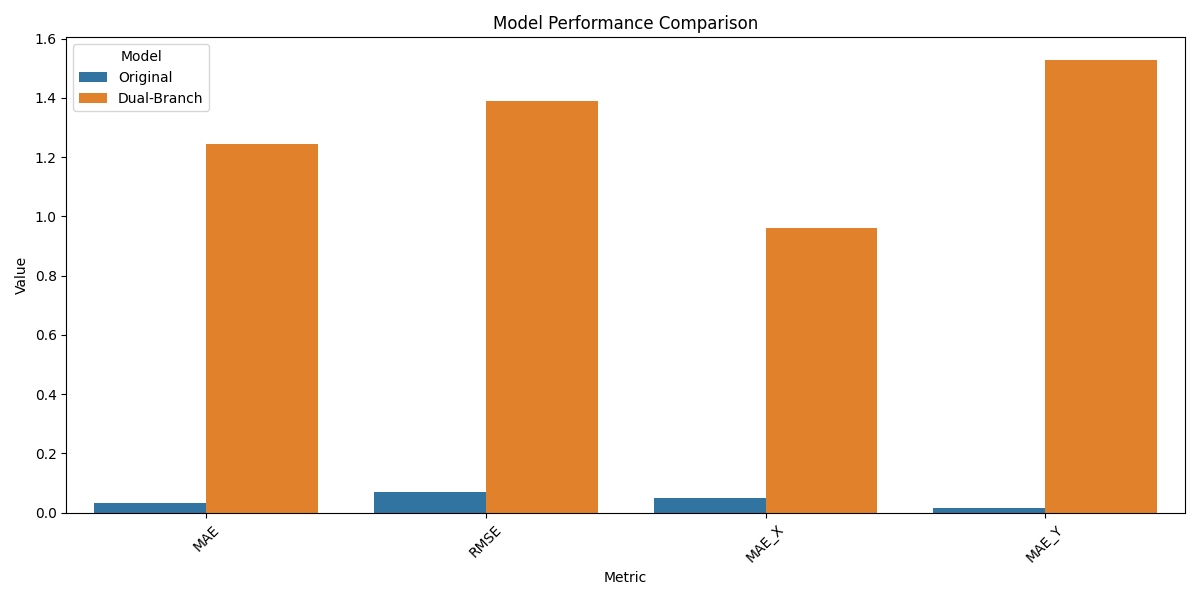 Model Performance Comparison
Model
Original
Dual-Branch
Value
1.6
1.4
1.2
1.0
0.8
0.6
0.4
0.2
0.0
MAE
RMSE
MAE_X
MAE_Y
Metric